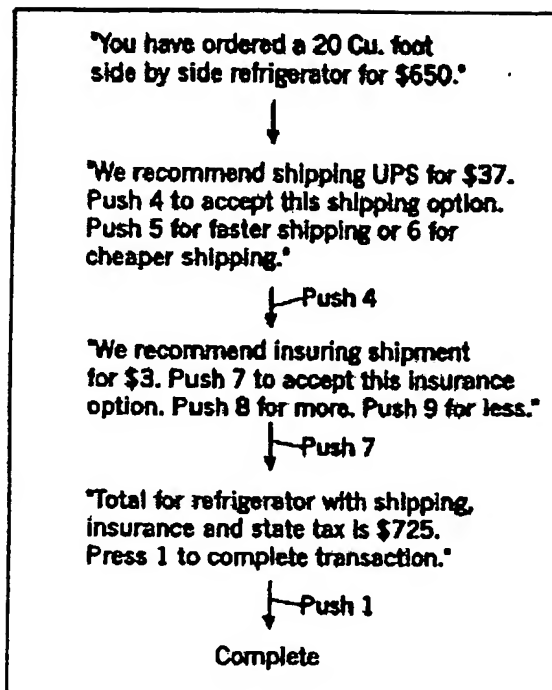 "You have ordered a 20 Cu. foot
side by side refrigerator for $650."
"We recommend shipping UPS for $37.
Push 4 to accept this shipping option.
Push 5 for faster shipping or 6 for
cheaper shipping."
Push 4
"We recommend insuring shipment
for $3. Push 7 to accept this insurance
option. Push 8 for more. Push 9 for less."
Push 7
"Total for refrigerator with shipping,
insurance and state tax is $725.
Press 1 to complete transaction."
Push 1
Complete